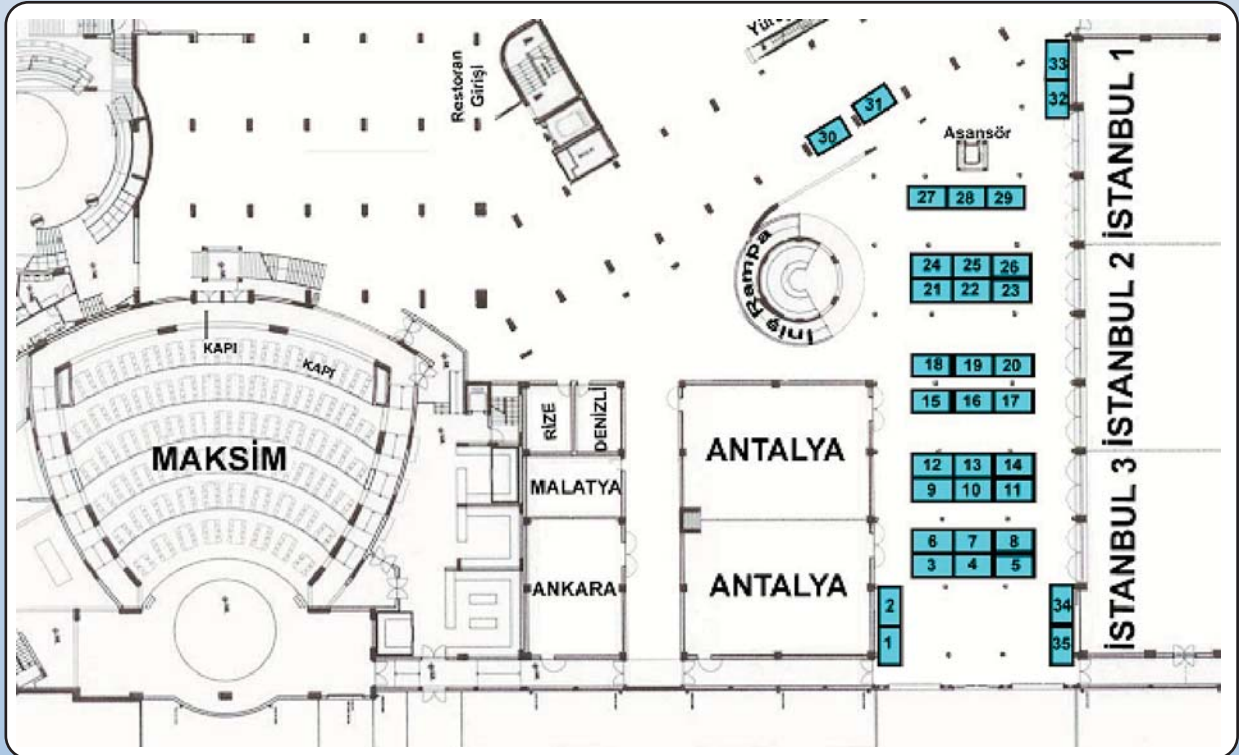 Restoran
Girişi
33
32
31
30
Asansör
İSTANBUL 1
27 28 29
İniş Rampa
24 25 26
21 22 23
İSTANBUL 2
KAPI
KAPI
18 19 20
15 16 17
RİZE
DENİZLİ
ANTALYA
MAKSİM
MALATYA
12 13 14
9 10 11
İSTANBUL 3
6 7 8
3 4 5
ANKARA
ANTALYA
2
1
34
35